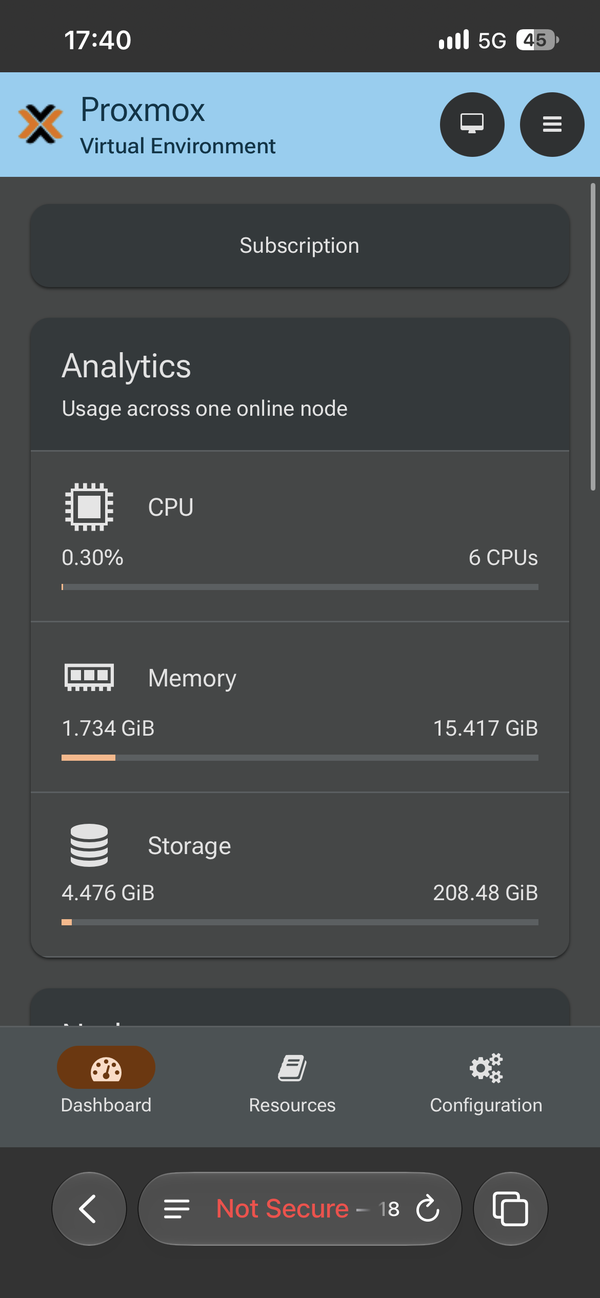 17:40
5G
45
Proxmox
Virtual Environment
Subscription
Analytics
Usage across one online node
CPU
0.30%
6 CPUs
Memory
1.734 GiB
15.417 GiB
Storage
4.476 GiB
208.48 GiB
Dashboard
Resources
Configuration
Not Secure – 18